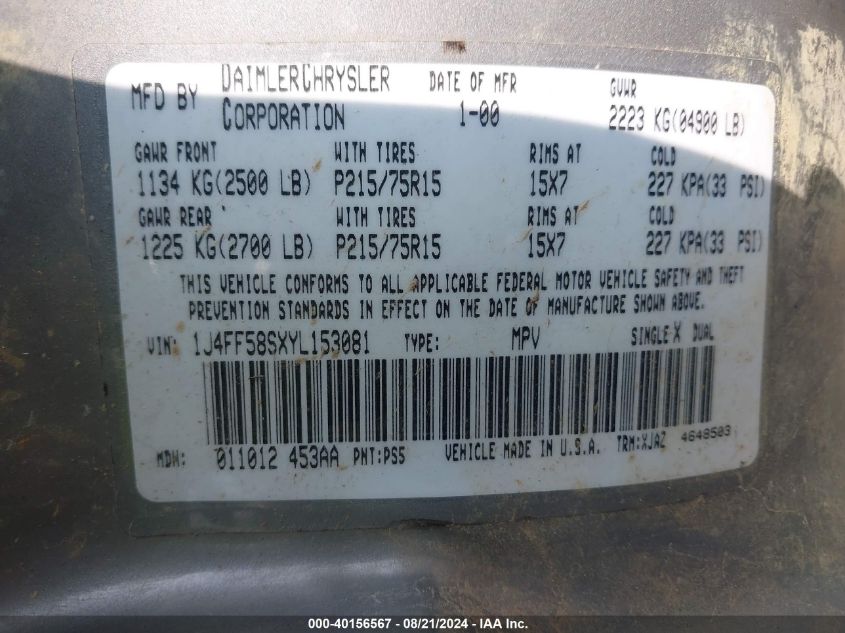 MFD BY DAIMLERCHRYSLER CORPORATION DATE OF MFR 1-00 GVWR 2223 KG(04900 LB)
GAWR FRONT WITH TIRES RIMS AT COLD
1134 KG(2500 LB) P215/75R15 15X7 227 KPA(33 PSI)
GAWR REAR WITH TIRES RIMS AT COLD
1225 KG(2700 LB) P215/75R15 15X7 227 KPA(33 PSI)
THIS VEHICLE CONFORMS TO ALL APPLICABLE FEDERAL MOTOR VEHICLE SAFETY AND THEFT
PREVENTION STANDARDS IN EFFECT ON THE DATE OF MANUFACTURE SHOWN ABOVE.
VIN: 1J4FF58SXYL153081 TYPE: MPV SINGLE X DUAL
MDH: 011012 453AA PNT:PS5 VEHICLE MADE IN U.S.A. TRM:XJAZ 4648503
000-40156567 - 08/21/2024 - IAA Inc.